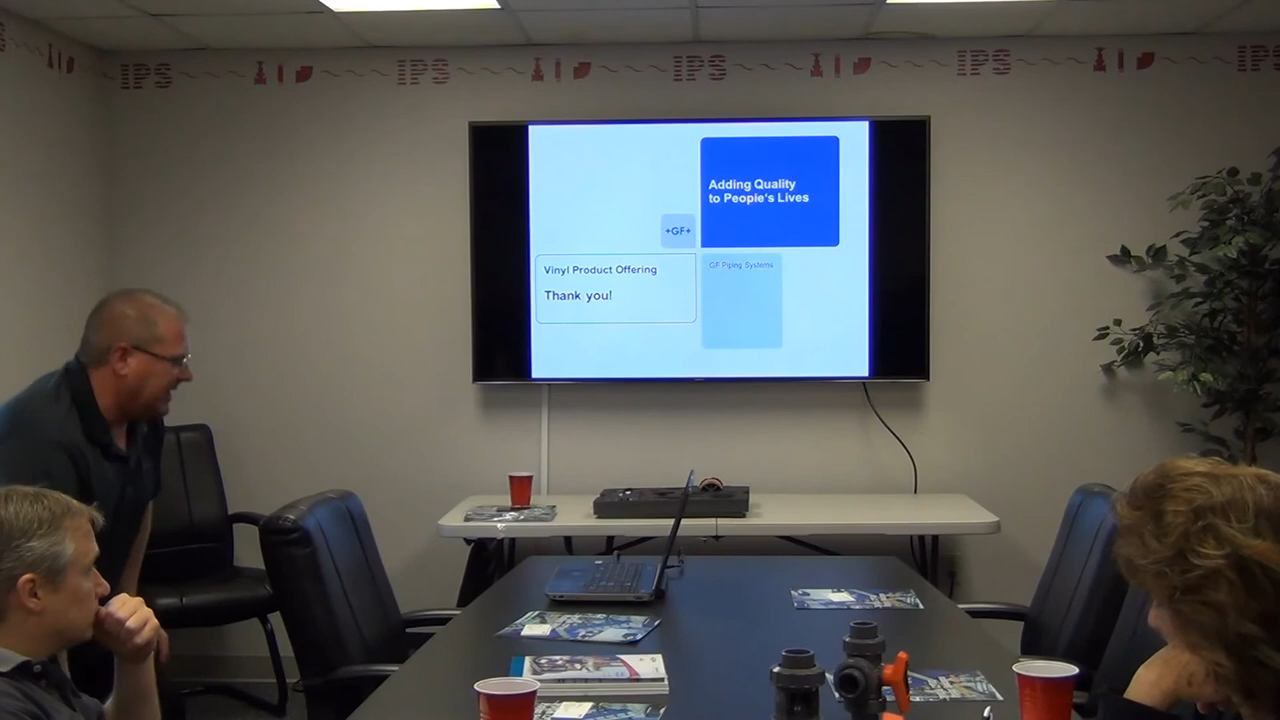 IPS IPS IPS IPS IPS
Adding Quality
to People's Lives
+GF+
Vinyl Product Offering
Thank you!
GF Piping Systems